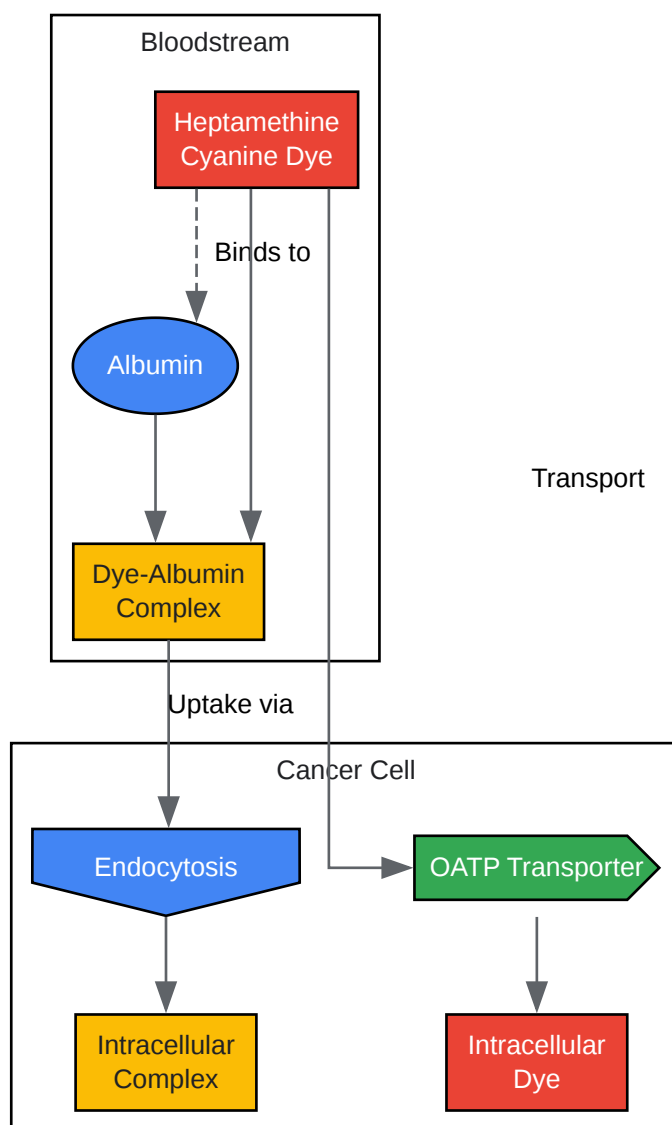 Bloodstream
Heptamethine
Cyanine Dye
Binds to
Albumin
Transport
Dye-Albumin
Complex
Uptake via
Cancer Cell
Endocytosis
OATP Transporter
Intracellular
Complex
Intracellular
Dye